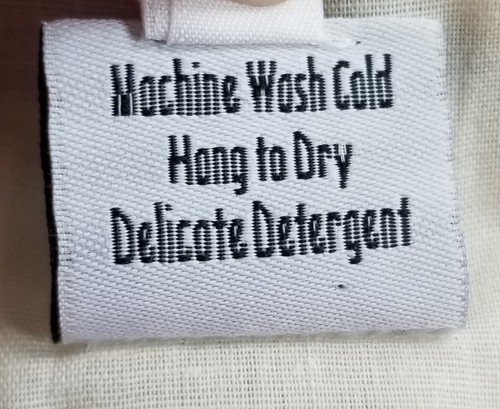 Machine Wash Cold
Hang to Dry
Delicate Detergent